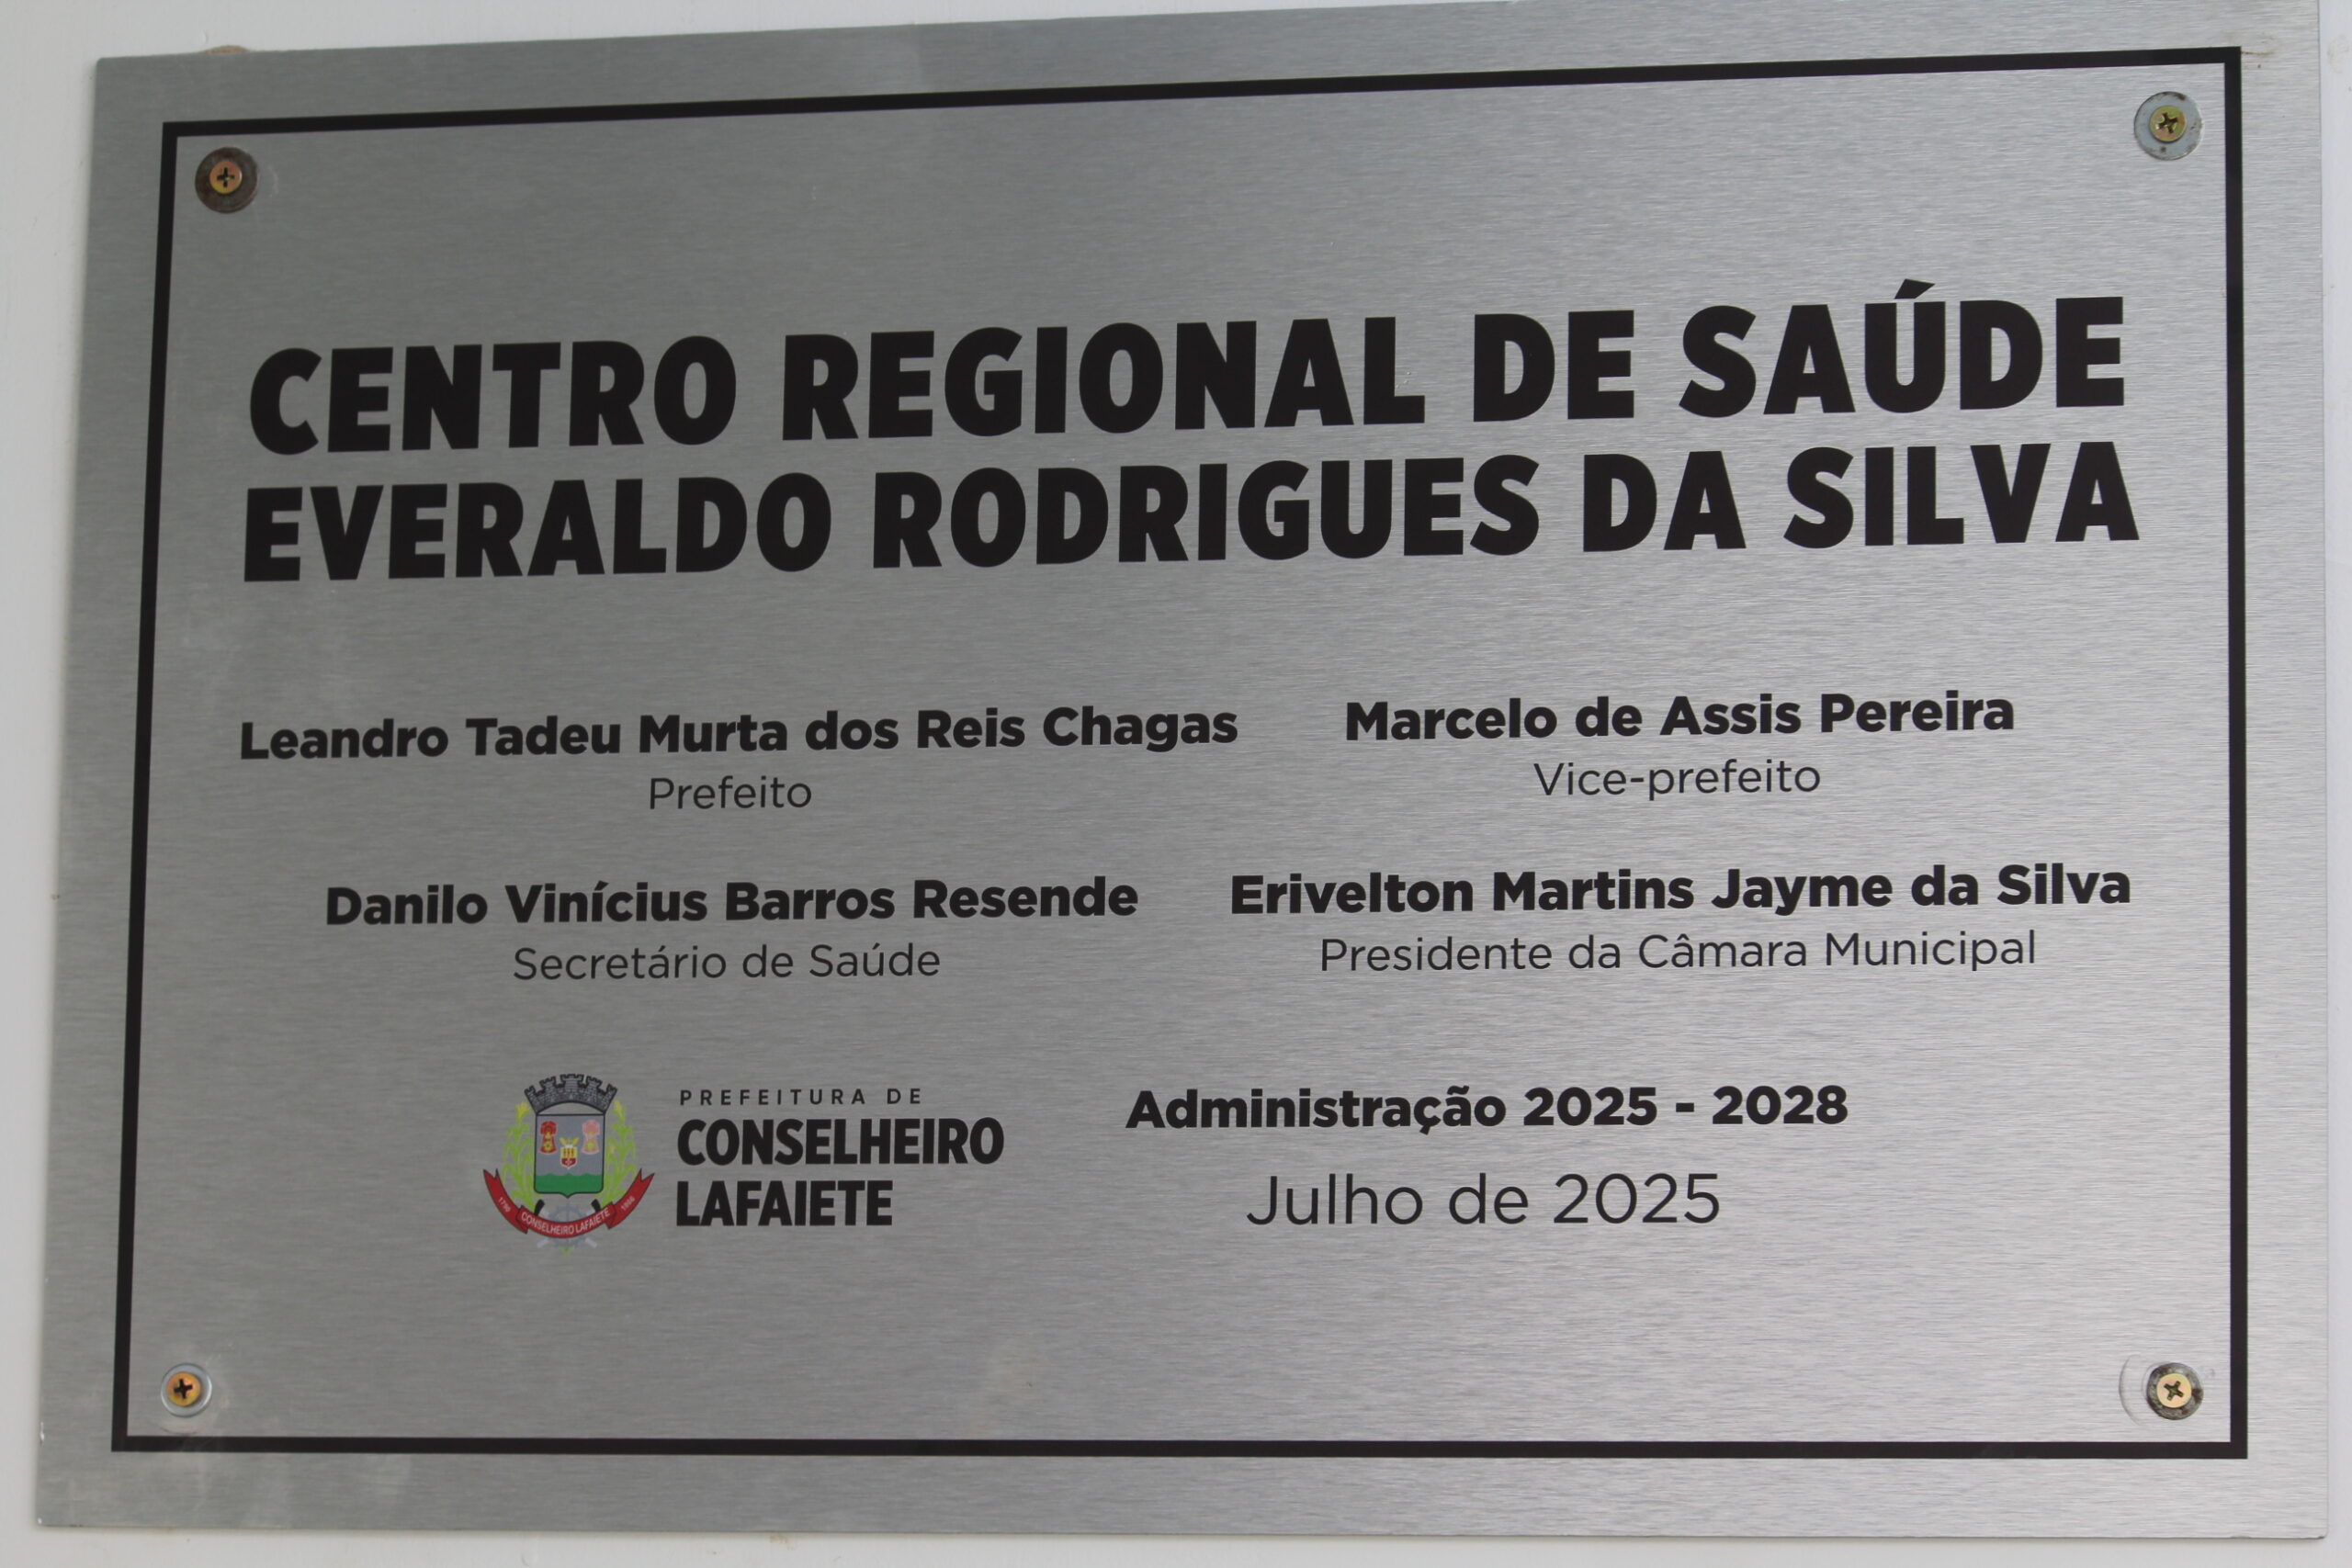 CENTRO REGIONAL DE SAÚDE
EVERALDO RODRIGUES DA SILVA
Leandro Tadeu Murta dos Reis Chagas
Prefeito
Marcelo de Assis Pereira
Vice-prefeito
Danilo Vinícius Barros Resende
Secretário de Saúde
Erivelton Martins Jayme da Silva
Presidente da Câmara Municipal
PREFEITURA DE
CONSELHEIRO
LAFAIETE
CONSELHEIRO LAFAIETE
Administração 2025 - 2028
Julho de 2025